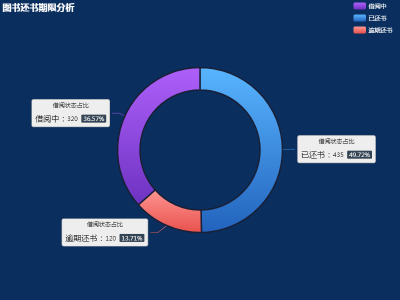 图书还书期限分析
借阅中
已还书
逾期还书
借阅状态占比
借阅中：320 36.57%
借阅状态占比
已还书：435 49.72%
借阅状态占比
逾期还书：120 13.71%